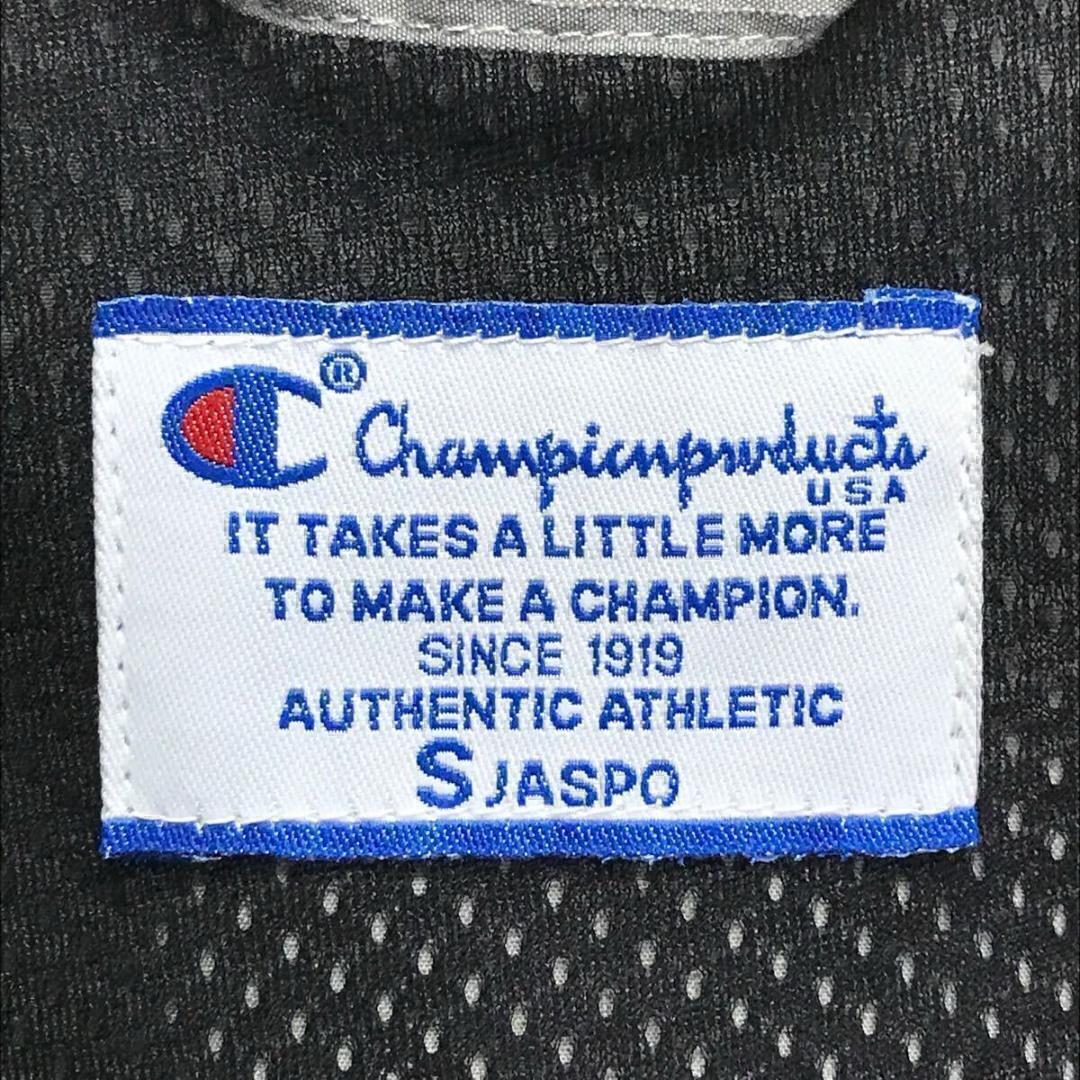 C®
Championproducts
USA
IT TAKES A LITTLE MORE
TO MAKE A CHAMPION.
SINCE 1919
AUTHENTIC ATHLETIC
S JASPO